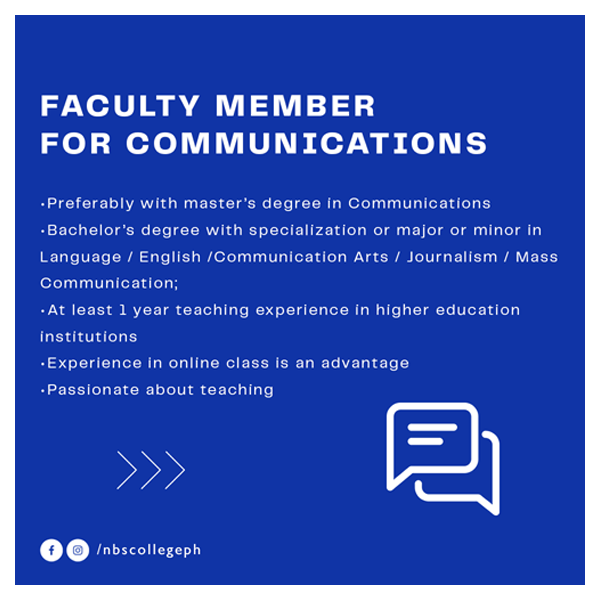 FACULTY MEMBER
FOR COMMUNICATIONS
•Preferably with master's degree in Communications
•Bachelor's degree with specialization or major or minor in
Language / English /Communication Arts / Journalism / Mass
Communication;
•At least 1 year teaching experience in higher education
institutions
•Experience in online class is an advantage
•Passionate about teaching
/nbscollegeph